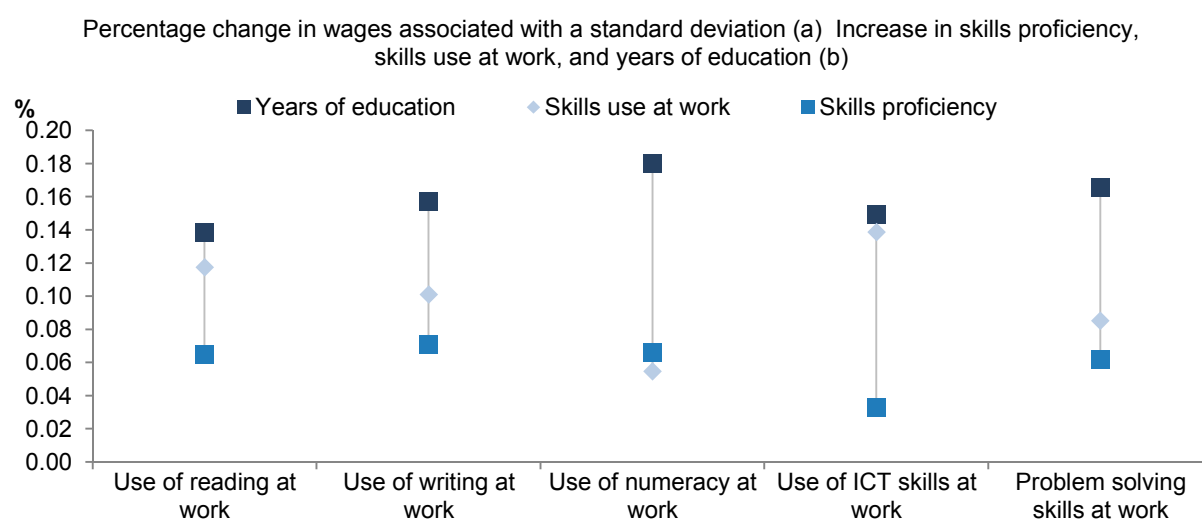 Percentage change in wages associated with a standard deviation (a)  Increase in skills proficiency,
skills use at work, and years of education (b)
%
Years of education
Skills use at work
Skills proficiency
0.20
0.18
0.16
0.14
0.12
0.10
0.08
0.06
0.04
0.02
0.00
Use of reading at
work
Use of writing at
work
Use of numeracy at
work
Use of ICT skills at
work
Problem solving
skills at work